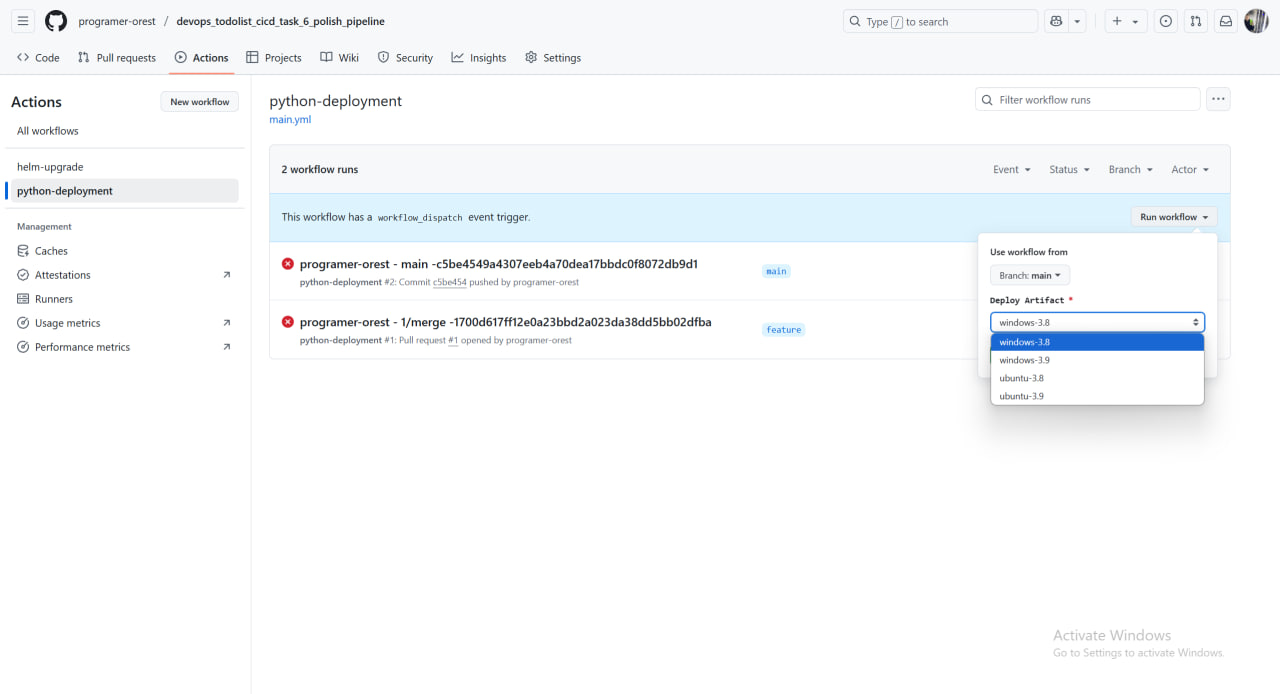 programer-orest / devops_todolist_cicd_task_6_polish_pipeline
Type / to search
Code Pull requests Actions Projects Wiki Security Insights Settings
Actions
New workflow
All workflows
helm-upgrade
python-deployment
Management
Caches
Attestations
Runners
Usage metrics
Performance metrics
python-deployment
main.yml
Filter workflow runs
2 workflow runs
Event Status Branch Actor
This workflow has a workflow_dispatch event trigger.
Run workflow
programer-orest - main -c5be4549a4307eeb4a70dea17bbdc0f8072db9d1
python-deployment #2: Commit c5be454 pushed by programer-orest
main
programer-orest - 1/merge -1700d617ff12e0a23bbd2a023da38dd5bb02dfba
python-deployment #1: Pull request #1 opened by programer-orest
feature
Use workflow from
Branch: main
Deploy Artifact *
windows-3.8
windows-3.8
windows-3.9
ubuntu-3.8
ubuntu-3.9
Activate Windows
Go to Settings to activate Windows.